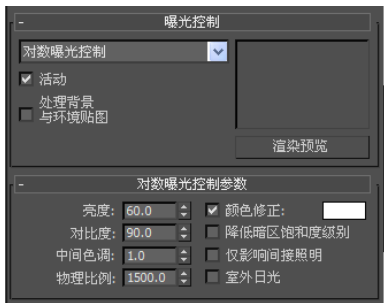 - 曝光控制
对数曝光控制
活动
处理背景
与环境贴图
渲染预览
- 对数曝光控制参数
亮度: 60.0 颜色修正:
对比度: 90.0 降低暗区饱和度级别
中间色调: 1.0 仅影响间接照明
物理比例: 1500.0 室外日光